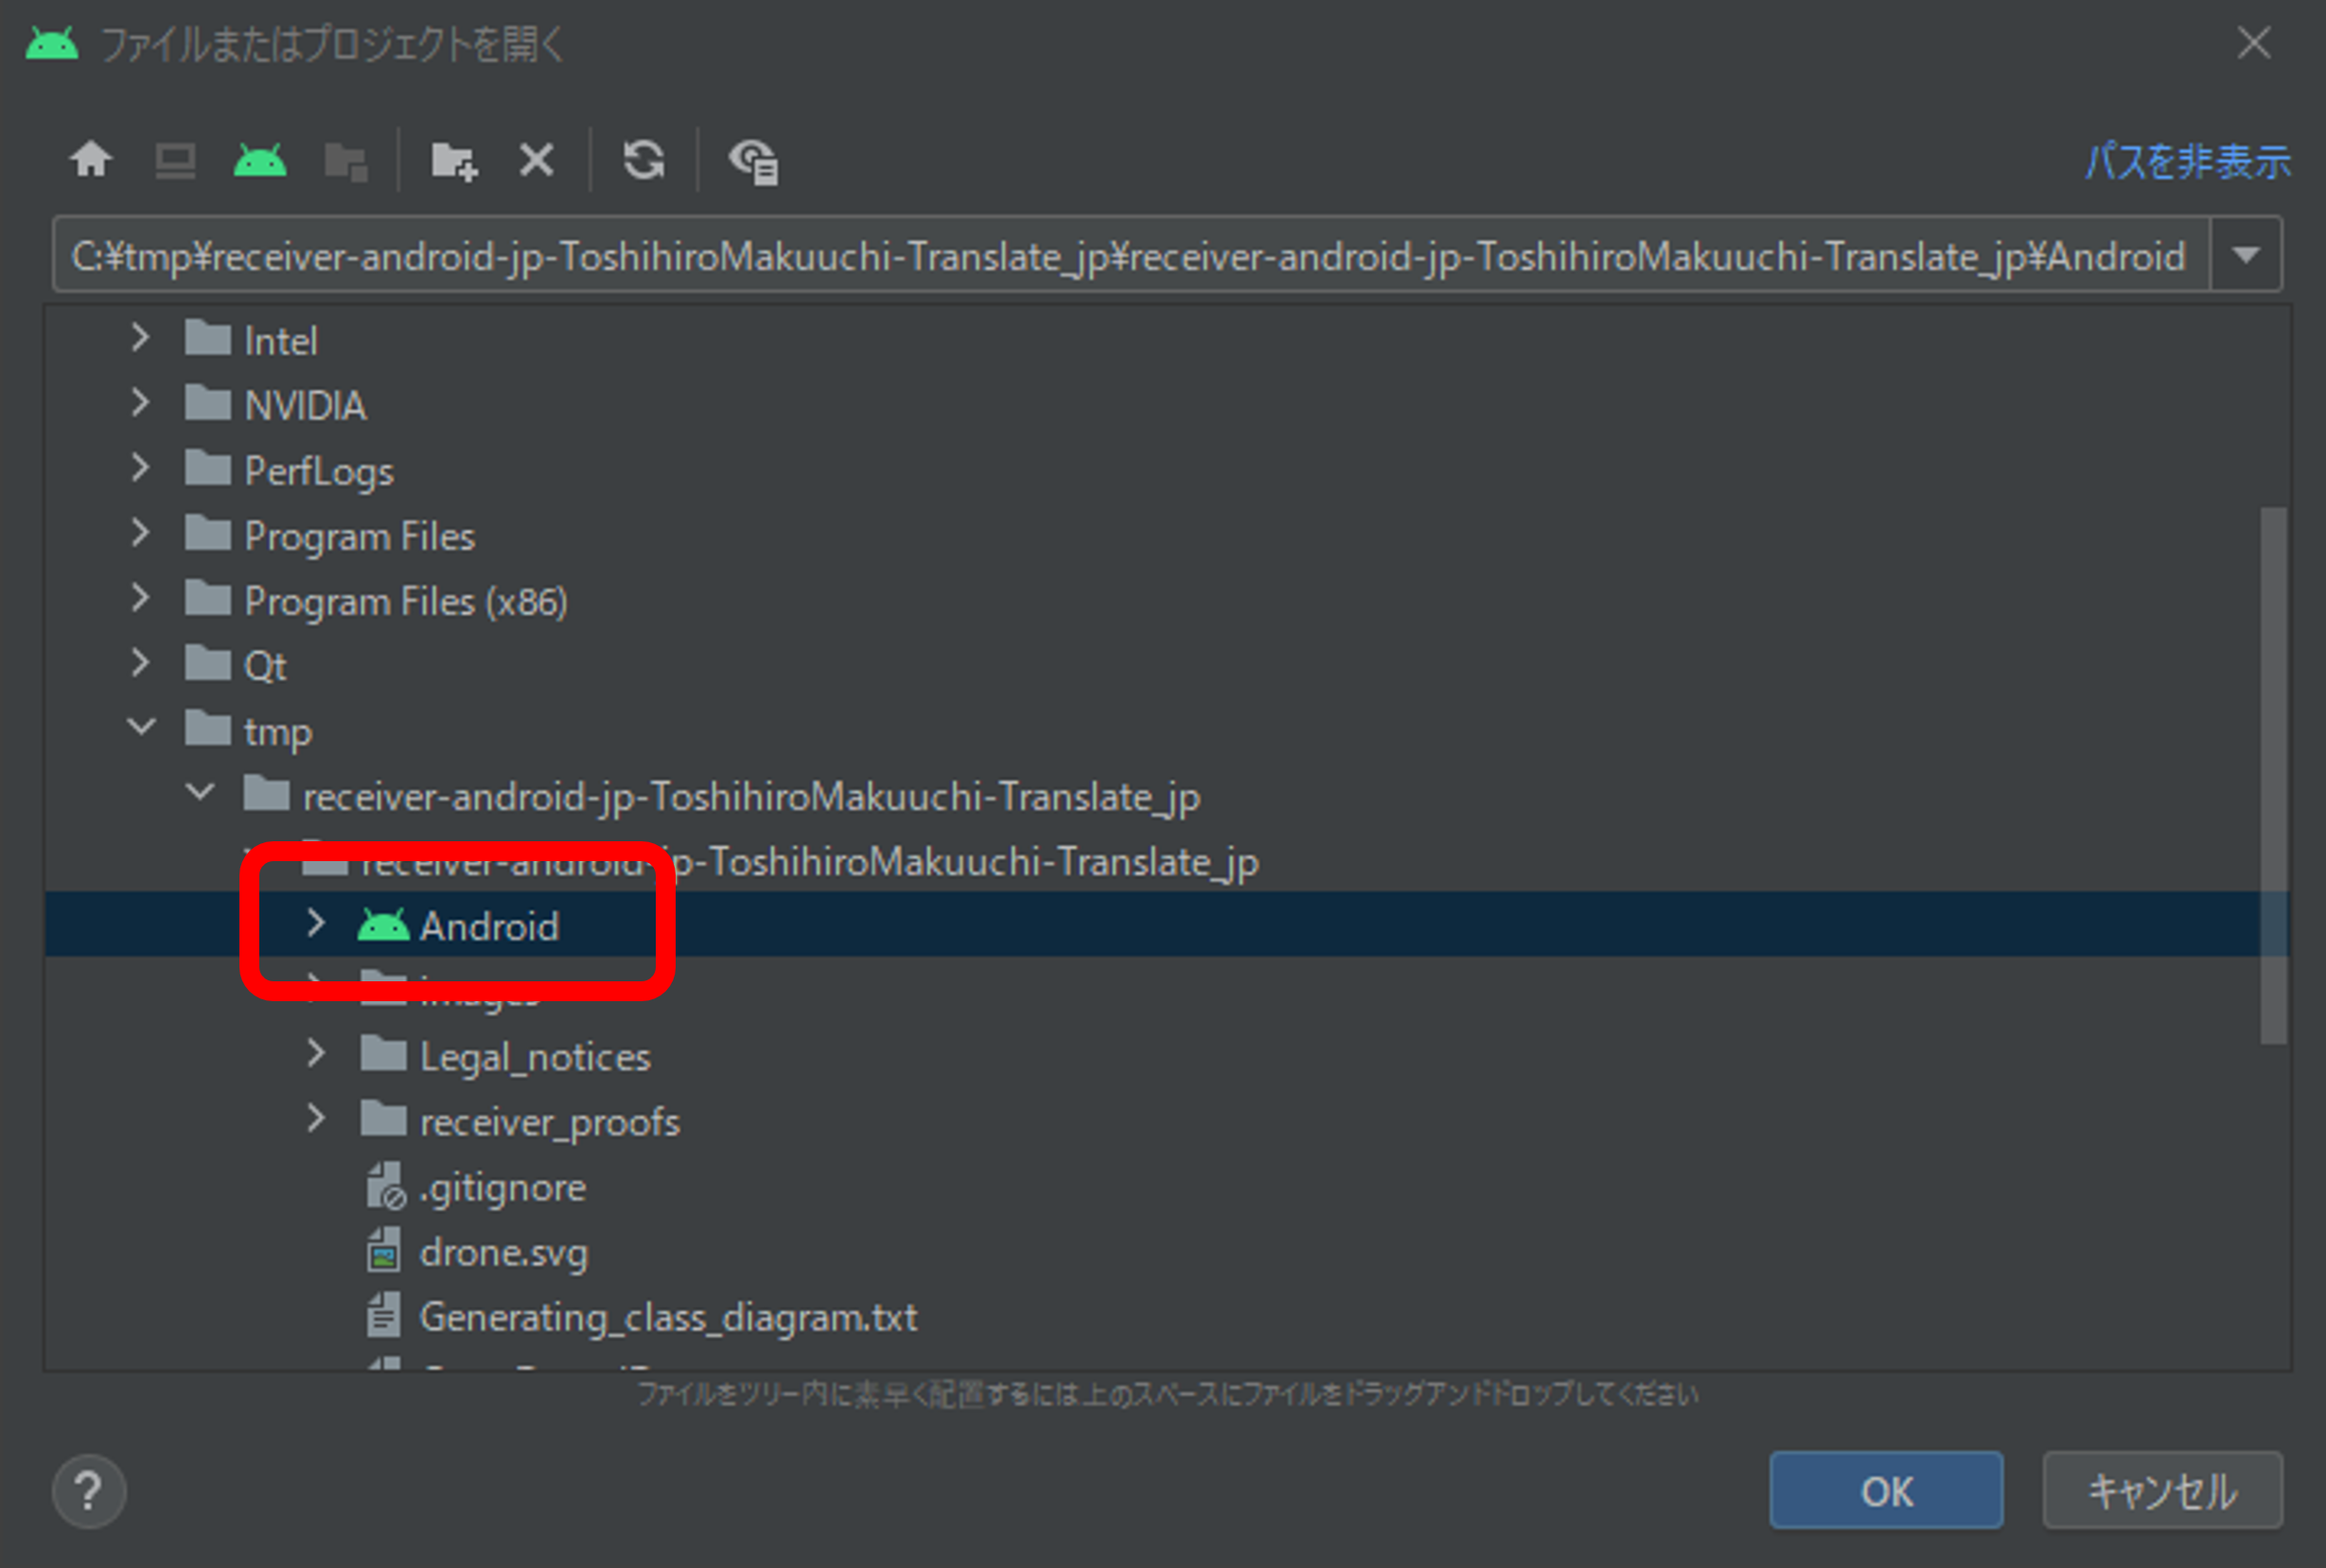 ファイルまたはプロジェクトを開く
パスを非表示
C:¥tmp¥receiver-android-jp-ToshihiroMakuuchi-Translate_jp¥receiver-android-jp-ToshihiroMakuuchi-Translate_jp¥Android
Intel
NVIDIA
PerfLogs
Program Files
Program Files (x86)
Qt
tmp
receiver-android-jp-ToshihiroMakuuchi-Translate_jp
receiver-android-jp-ToshihiroMakuuchi-Translate_jp
Android
images
Legal_notices
receiver_proofs
.gitignore
drone.svg
Generating_class_diagram.txt
ファイルをツリー内に素早く配置するには上のスペースにファイルをドラッグアンドドロップしてください
?
OK
キャンセル